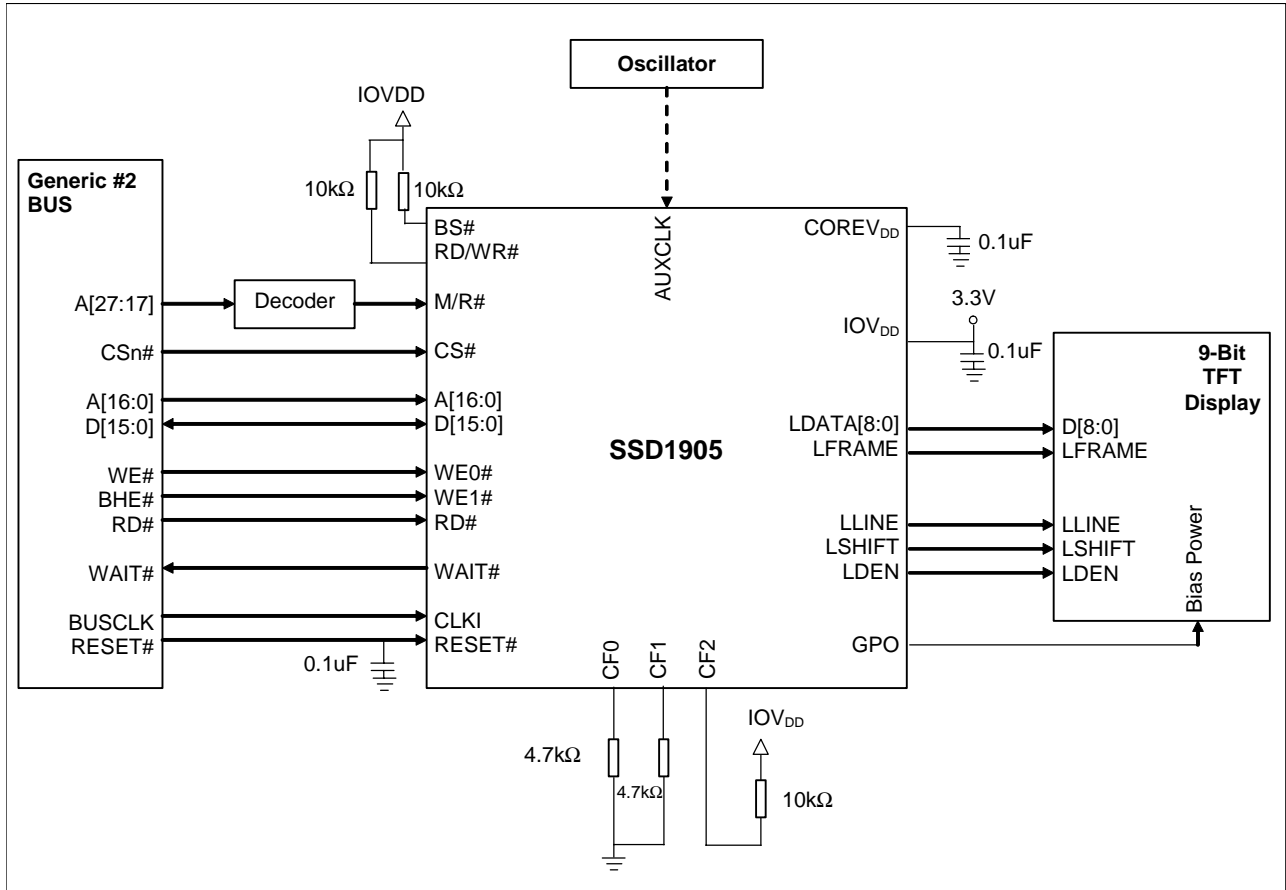 Oscillator
IOVDD
10kΩ
10kΩ
Generic #2
BUS
A[27:17]
CSn#
A[16:0]
D[15:0]
WE#
BHE#
RD#
WAIT#
BUSCLK
RESET#
Decoder
0.1uF
BS#
RD/WR#
M/R#
CS#
A[16:0]
D[15:0]
WE0#
WE1#
RD#
WAIT#
CLKI
RESET#
AUXCLK
SSD1905
CF0
CF1
CF2
COREVDD
IOVDD
LDATA[8:0]
LFRAME
LLINE
LSHIFT
LDEN
GPO
0.1uF
3.3V
0.1uF
9-Bit
TFT
Display
D[8:0]
LFRAME
LLINE
LSHIFT
LDEN
Bias Power
4.7kΩ
4.7kΩ
IOVDD
10kΩ